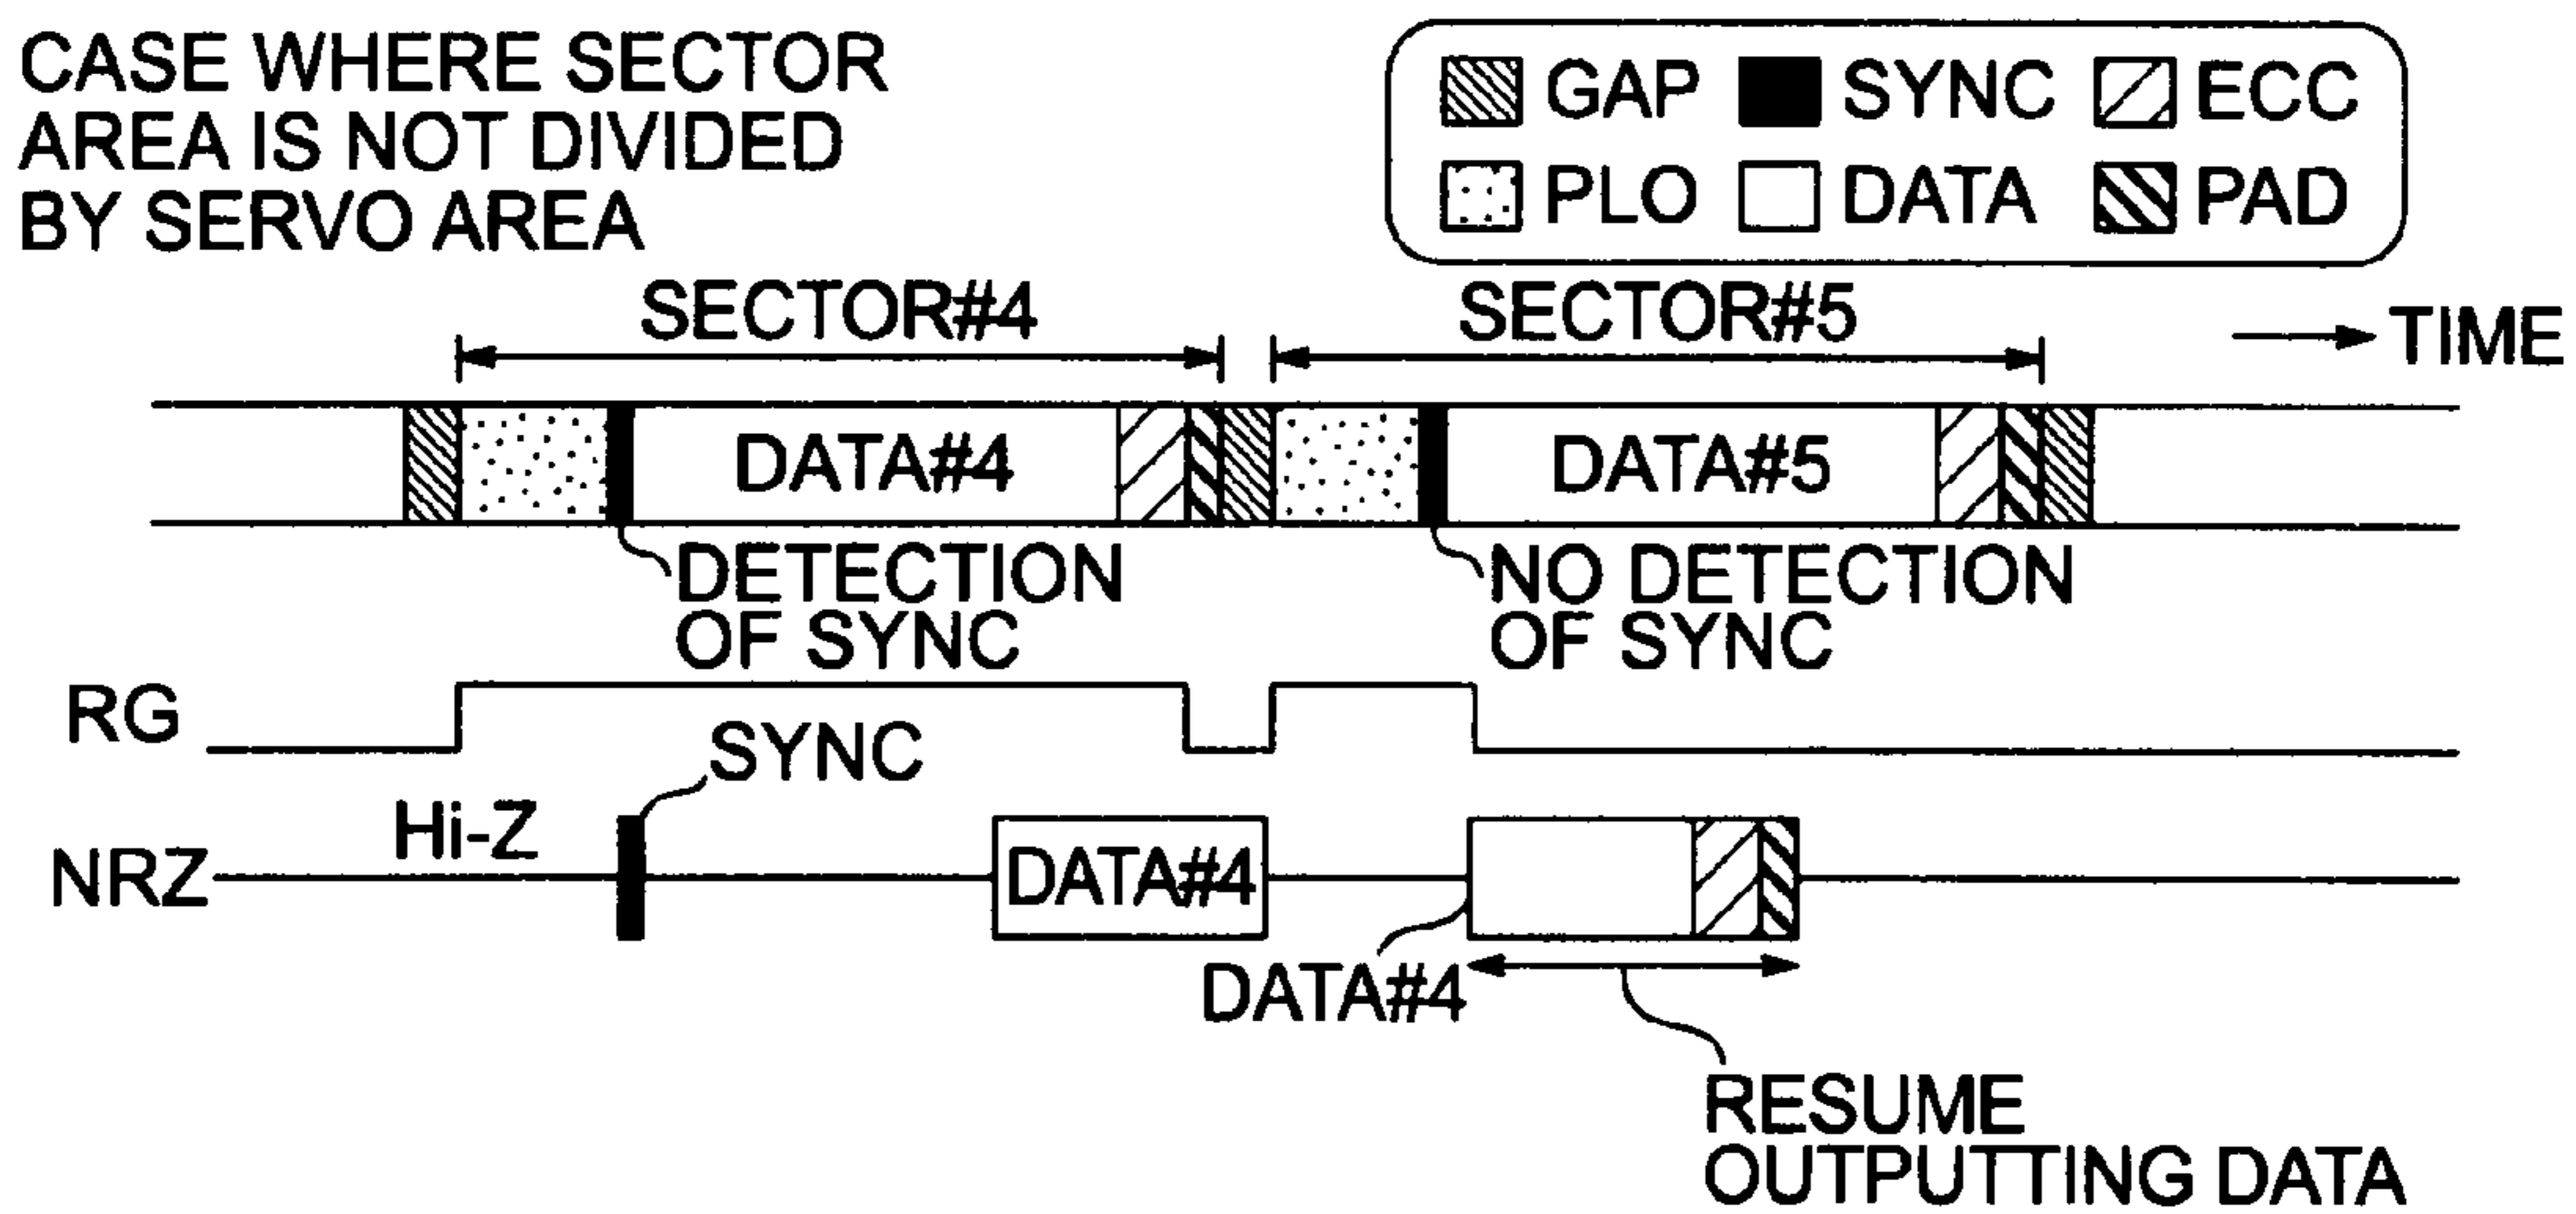 CASE WHERE SECTOR
AREA IS NOT DIVIDED
BY SERVO AREA
GAP SYNC ECC
PLO DATA PAD
SECTOR#4 SECTOR#5
TIME
DATA#4 DATA#5
DETECTION
OF SYNC
NO DETECTION
OF SYNC
RG
SYNC
Hi-Z
NRZ
DATA#4
DATA#4
RESUME
OUTPUTTING DATA